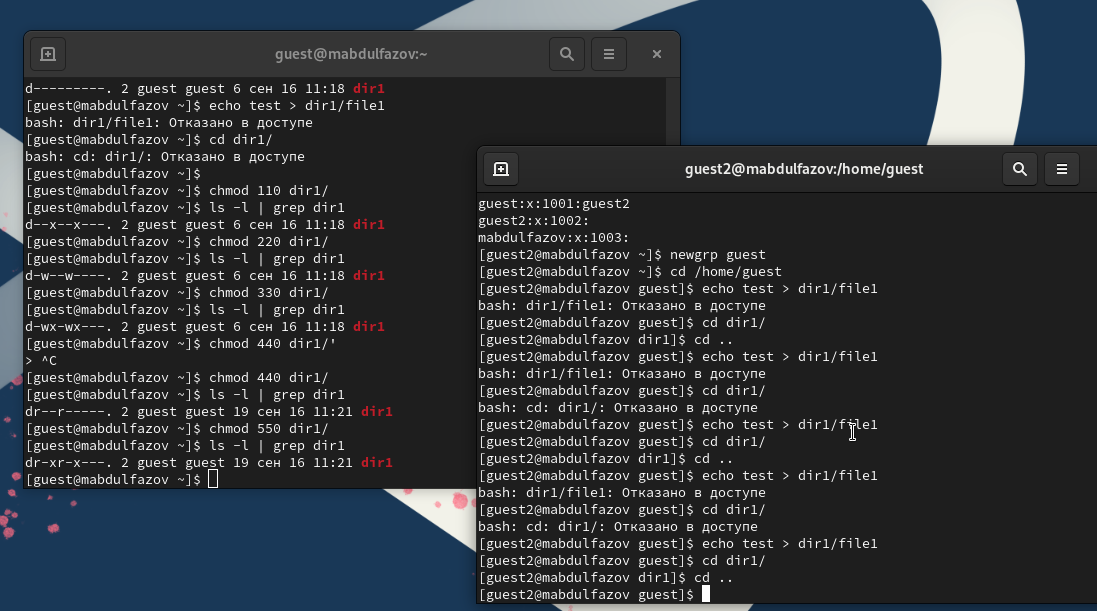 guest@mabdulfazov:~
d---------. 2 guest guest 6 сен 16 11:18 dir1
[guest@mabdulfazov ~]$ echo test > dir1/file1
bash: dir1/file1: Отказано в доступе
[guest@mabdulfazov ~]$ cd dir1/
bash: cd: dir1/: Отказано в доступе
[guest@mabdulfazov ~]$
[guest@mabdulfazov ~]$ chmod 110 dir1/
[guest@mabdulfazov ~]$ ls -l | grep dir1
d--x--x---. 2 guest guest 6 сен 16 11:18 dir1
[guest@mabdulfazov ~]$ chmod 220 dir1/
[guest@mabdulfazov ~]$ ls -l | grep dir1
d-w--w----. 2 guest guest 6 сен 16 11:18 dir1
[guest@mabdulfazov ~]$ chmod 330 dir1/
[guest@mabdulfazov ~]$ ls -l | grep dir1
d-wx-wx---. 2 guest guest 6 сен 16 11:18 dir1
[guest@mabdulfazov ~]$ chmod 440 dir1/'
> ^C
[guest@mabdulfazov ~]$ chmod 440 dir1/
[guest@mabdulfazov ~]$ ls -l | grep dir1
dr--r-----. 2 guest guest 19 сен 16 11:21 dir1
[guest@mabdulfazov ~]$ chmod 550 dir1/
[guest@mabdulfazov ~]$ ls -l | grep dir1
dr-xr-x---. 2 guest guest 19 сен 16 11:21 dir1
[guest@mabdulfazov ~]$
guest2@mabdulfazov:/home/guest
guest:x:1001:guest2
guest2:x:1002:
mabdulfazov:x:1003:
[guest2@mabdulfazov ~]$ newgrp guest
[guest2@mabdulfazov ~]$ cd /home/guest
[guest2@mabdulfazov guest]$ echo test > dir1/file1
bash: dir1/file1: Отказано в доступе
[guest2@mabdulfazov guest]$ cd dir1/
[guest2@mabdulfazov dir1]$ cd ..
[guest2@mabdulfazov guest]$ echo test > dir1/file1
bash: dir1/file1: Отказано в доступе
[guest2@mabdulfazov guest]$ cd dir1/
bash: cd: dir1/: Отказано в доступе
[guest2@mabdulfazov guest]$ echo test > dir1/file1
[guest2@mabdulfazov guest]$ cd dir1/
[guest2@mabdulfazov dir1]$ cd ..
[guest2@mabdulfazov guest]$ echo test > dir1/file1
bash: dir1/file1: Отказано в доступе
[guest2@mabdulfazov guest]$ cd dir1/
bash: cd: dir1/: Отказано в доступе
[guest2@mabdulfazov guest]$ echo test > dir1/file1
[guest2@mabdulfazov guest]$ cd dir1/
[guest2@mabdulfazov dir1]$ cd ..
[guest2@mabdulfazov guest]$